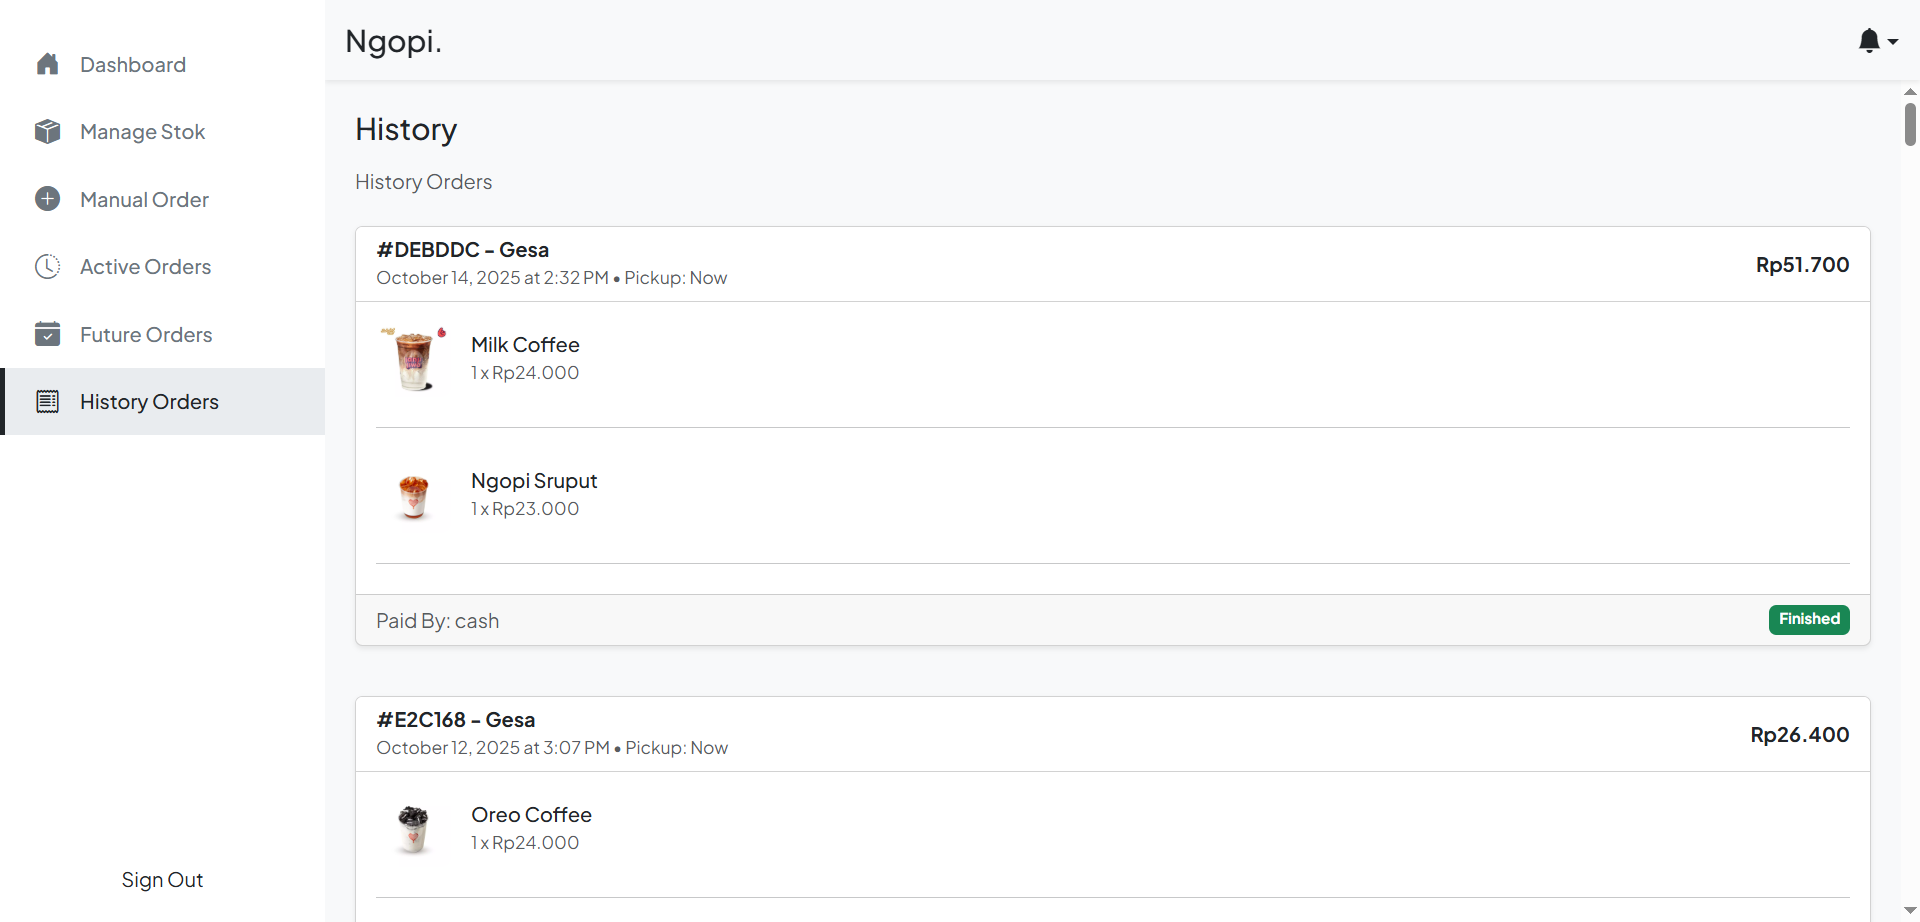 Dashboard
Manage Stok
Manual Order
Active Orders
Future Orders
History Orders
Sign Out
Ngopi.
History
History Orders
#DEBDDC - Gesa
October 14, 2025 at 2:32 PM • Pickup: Now
Rp51.700
Milk Coffee
1 x Rp24.000
Ngopi Sruput
1 x Rp23.000
Paid By: cash
Finished
#E2C168 - Gesa
October 12, 2025 at 3:07 PM • Pickup: Now
Rp26.400
Oreo Coffee
1 x Rp24.000